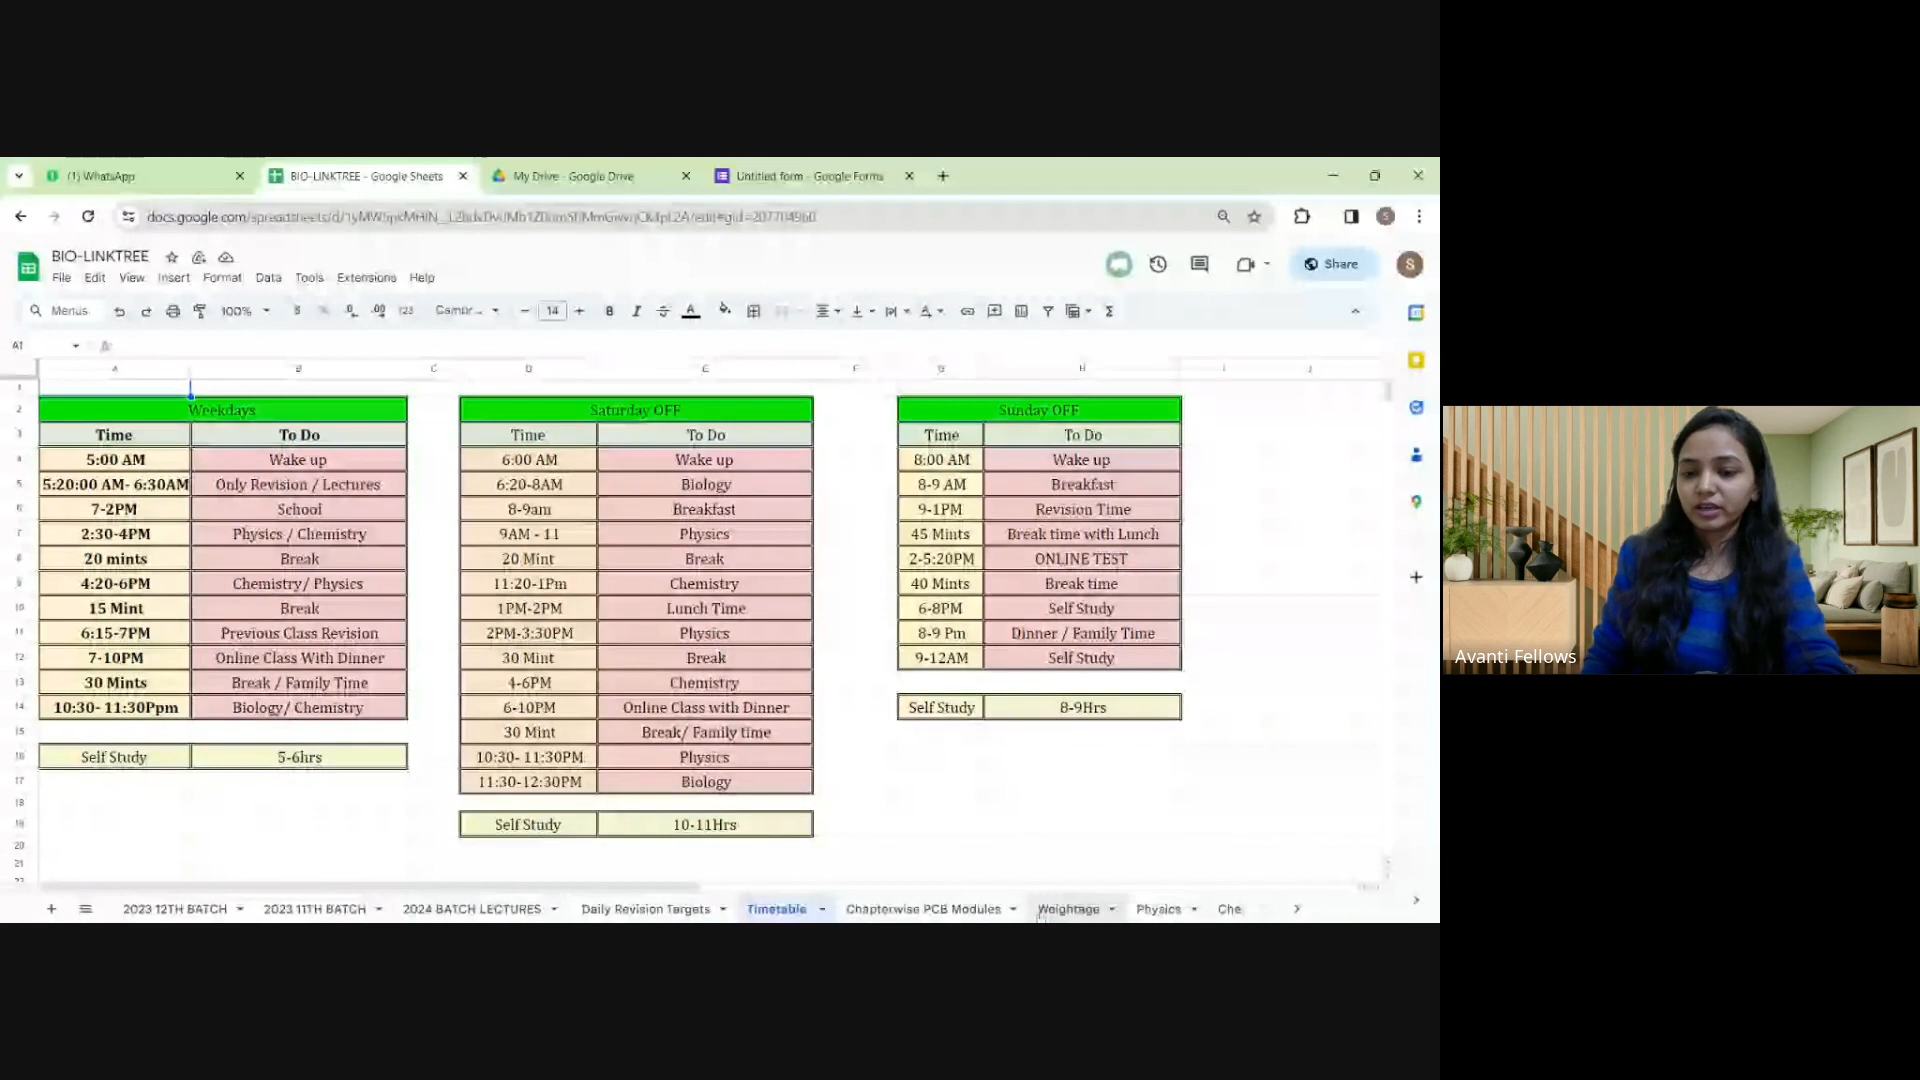 (1) WhatsApp
BIO-LINKTREE - Google Sheets
My Drive - Google Drive
Untitled form - Google Forms
BIO-LINKTREE
File Edit View Insert Format Data Tools Extensions Help
Share
S
Menus
100%
123
14
A1
A B C D E F G H I J
Weekdays
Time To Do
5:00 AM Wake up
5:20:00 AM- 6:30AM Only Revision / Lectures
7-2PM School
2:30-4PM Physics / Chemistry
20 mints Break
4:20-6PM Chemistry/ Physics
15 Mint Break
6:15-7PM Previous Class Revision
7-10PM Online Class With Dinner
30 Mints Break / Family Time
10:30- 11:30Ppm Biology/ Chemistry
Self Study 5-6hrs
Saturday OFF
Time To Do
6:00 AM Wake up
6:20-8AM Biology
8-9am Breakfast
9AM - 11 Physics
20 Mint Break
11:20-1Pm Chemistry
1PM-2PM Lunch Time
2PM-3:30PM Physics
30 Mint Break
4-6PM Chemistry
6-10PM Online Class with Dinner
30 Mint Break/ Family time
10:30- 11:30PM Physics
11:30-12:30PM Biology
Self Study 10-11Hrs
Sunday OFF
Time To Do
8:00 AM Wake up
8-9 AM Breakfast
9-1PM Revision Time
45 Mints Break time with Lunch
2-5:20PM ONLINE TEST
40 Mints Break time
6-8PM Self Study
8-9 Pm Dinner / Family Time
9-12AM Self Study
Self Study 8-9Hrs
2023 12TH BATCH
2023 11TH BATCH
2024 BATCH LECTURES
Daily Revision Targets
Timetable
Chapterwise PCB Modules
Weightage
Physics
Che
Avanti Fellows